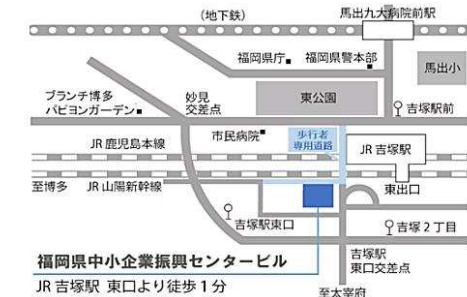 (地下鉄)
馬出九大病院前駅
福岡県庁
福岡県警本部
馬出小
ブランチ博多
パピヨンガーデン
妙見
交差点
東公園
吉塚駅前
JR 鹿児島本線
市民病院
歩行者
専用道路
JR 吉塚駅
至博多
JR 山陽新幹線
東出口
吉塚駅東口
吉塚 2 丁目
福岡県中小企業振興センタービル
吉塚駅
東口交差点
JR 吉塚駅 東口より徒歩 1 分
至太宰府